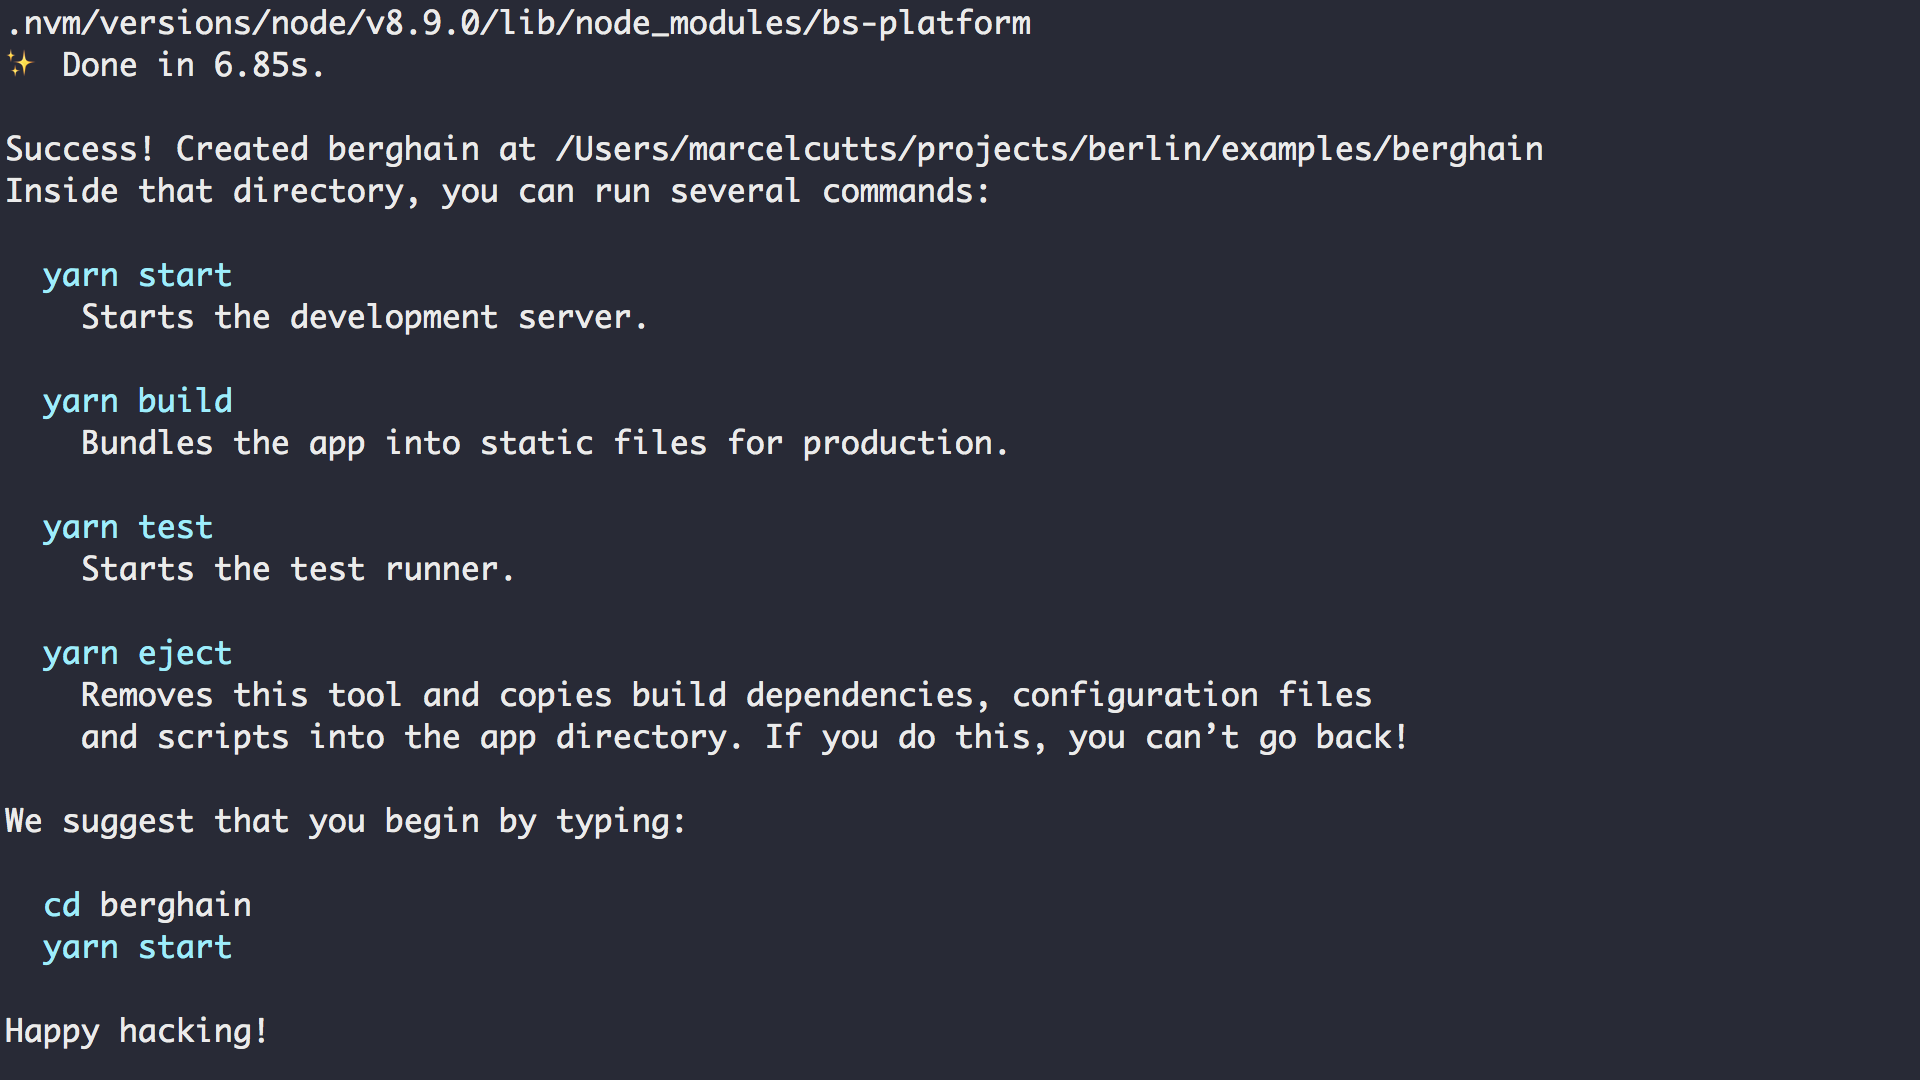 .nvm/versions/node/v8.9.0/lib/node_modules/bs-platform
✨ Done in 6.85s.
Success! Created berghain at /Users/marcelcutts/projects/berlin/examples/berghain
Inside that directory, you can run several commands:
yarn start
Starts the development server.
yarn build
Bundles the app into static files for production.
yarn test
Starts the test runner.
yarn eject
Removes this tool and copies build dependencies, configuration files
and scripts into the app directory. If you do this, you can’t go back!
We suggest that you begin by typing:
cd berghain
yarn start
Happy hacking!